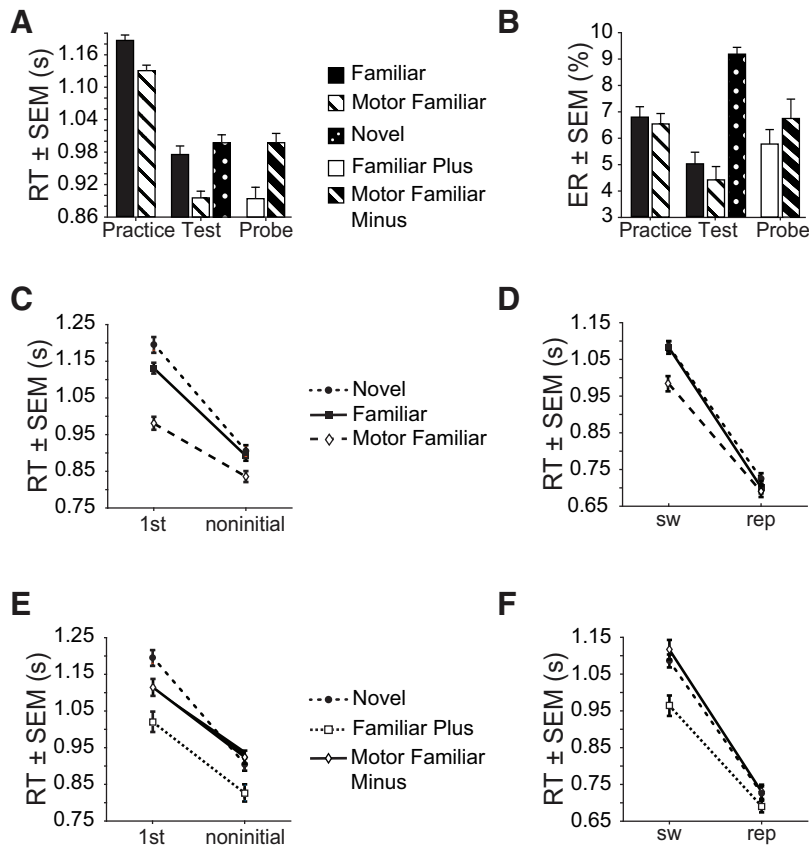 A
RT ± SEM (s)
1.16
1.10
1.04
0.98
0.92
0.86
Practice Test Probe
Familiar
Motor Familiar
Novel
Familiar Plus
Motor Familiar
Minus
B
ER ± SEM (%)
10
9
8
7
6
5
4
3
Practice Test Probe
C
RT ± SEM (s)
1.25
1.15
1.05
0.95
0.85
0.75
1st noninitial
Novel
Familiar
Motor Familiar
D
RT ± SEM (s)
1.15
1.05
0.95
0.85
0.75
0.65
sw rep
E
RT ± SEM (s)
1.25
1.15
1.05
0.95
0.85
0.75
1st noninitial
Novel
Familiar Plus
Motor Familiar
Minus
F
RT ± SEM (s)
1.15
1.05
0.95
0.85
0.75
0.65
sw rep